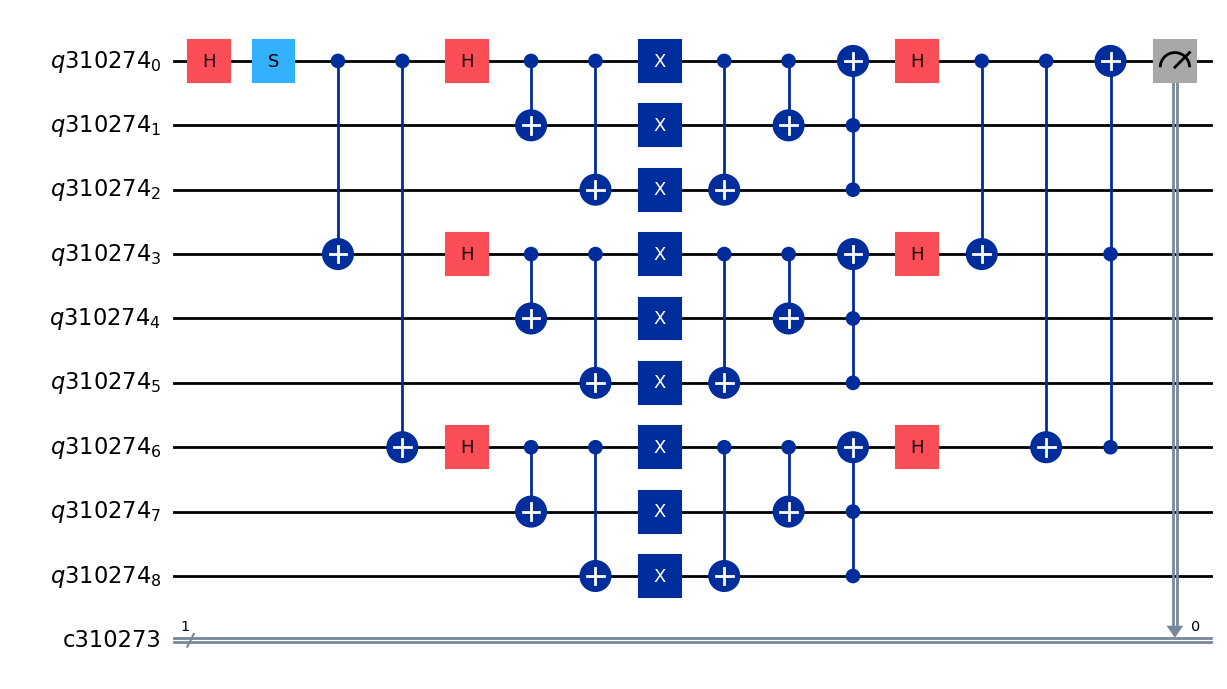 q310274₀ H S H X H
q310274₁ X
q310274₂ X
q310274₃ H X H
q310274₄ X
q310274₅ X
q310274₆ H X H
q310274₇ X
q310274₈ X
c310273 1 0